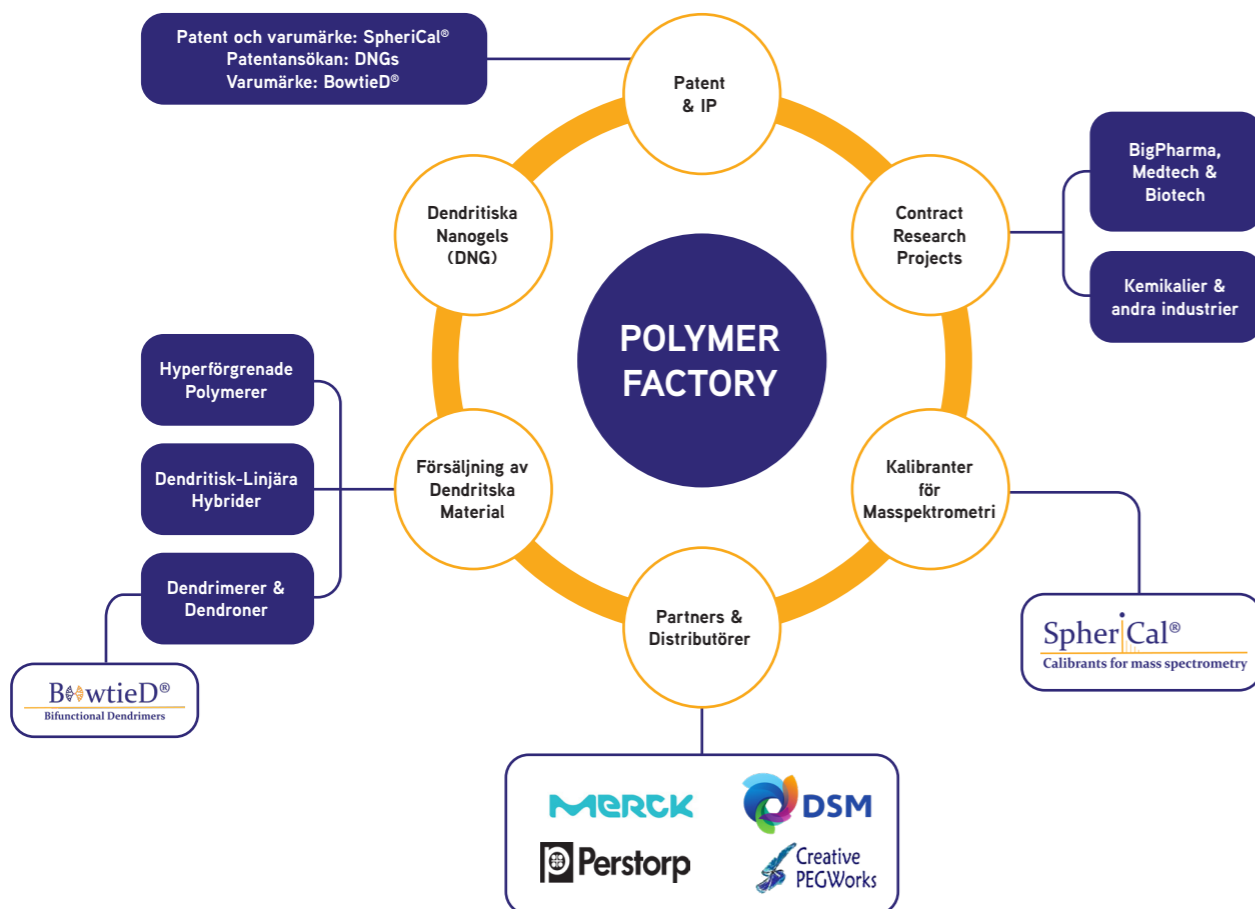 Patent och varumärke: SpheriCal®
Patentansökan: DNGs
Varumärke: BowtieD®
Patent
& IP
BigPharma,
Medtech &
Biotech
Contract
Research
Projects
Kemikalier &
andra industrier
Dendritiska
Nanogels
(DNG)
POLYMER
FACTORY
Hyperförgrenade
Polymerer
Dendritisk-Linjära
Hybrider
Dendrimerer &
Dendroner
Försäljning av
Dendritska
Material
Kalibranter
för
Masspektrometri
Partners &
Distributörer
BowtieD®
Bifunctional Dendrimers
SpheriCal®
Calibrants for mass spectrometry
MERCK
DSM
Perstorp
Creative
PEGWorks